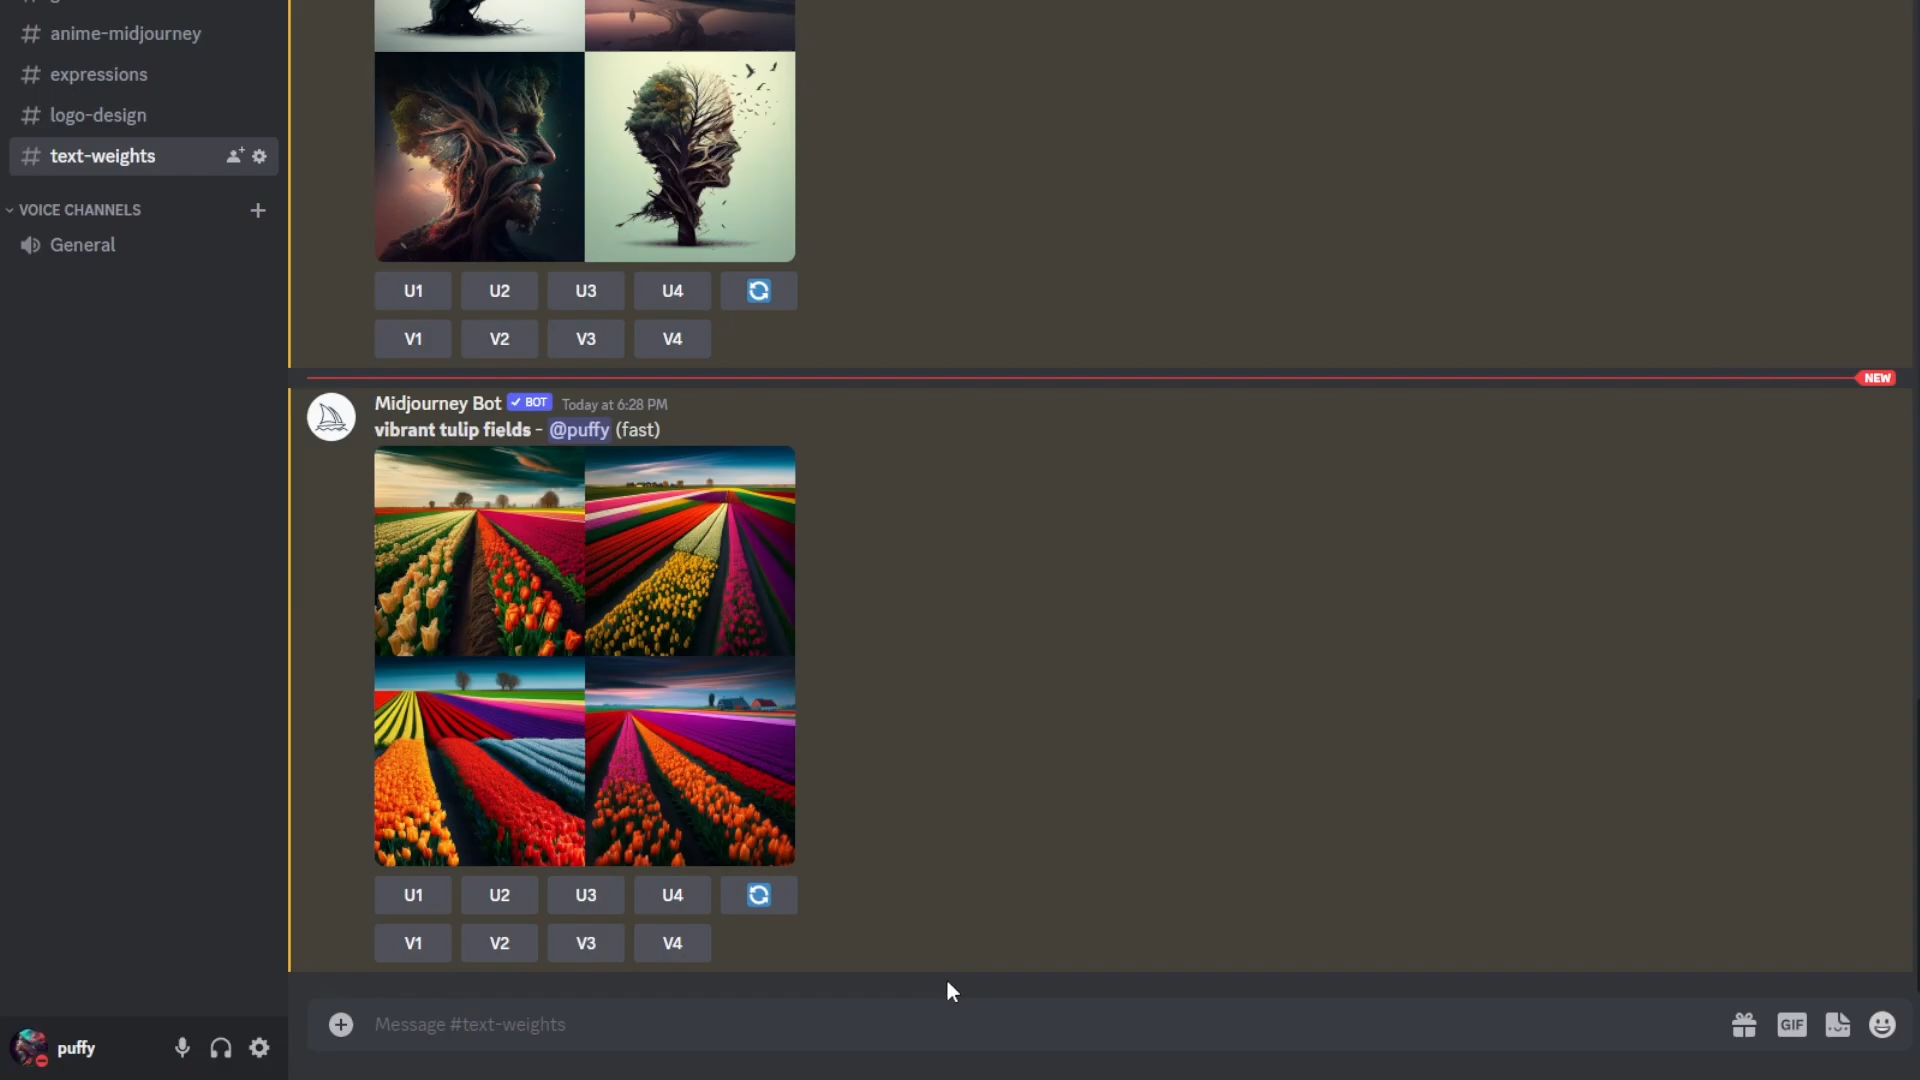 anime-midjourney
expressions
logo-design
text-weights
VOICE CHANNELS
General
U1 U2 U3 U4
V1 V2 V3 V4
NEW
Midjourney Bot ✓ BOT Today at 6:28 PM
vibrant tulip fields - @puffy (fast)
U1 U2 U3 U4
V1 V2 V3 V4
Message #text-weights
GIF
puffy